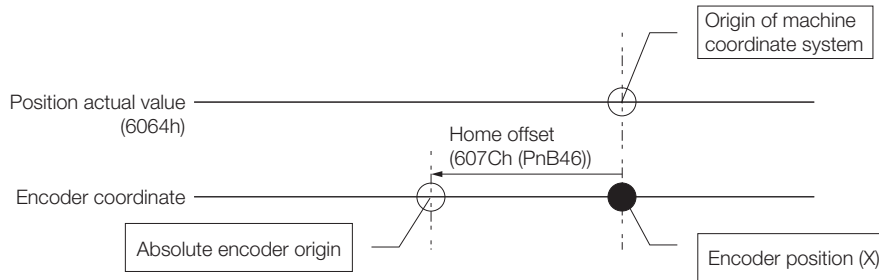 Origin of machine
coordinate system
Position actual value
(6064h)
Home offset
(607Ch (PnB46))
Encoder coordinate
Absolute encoder origin
Encoder position (X)